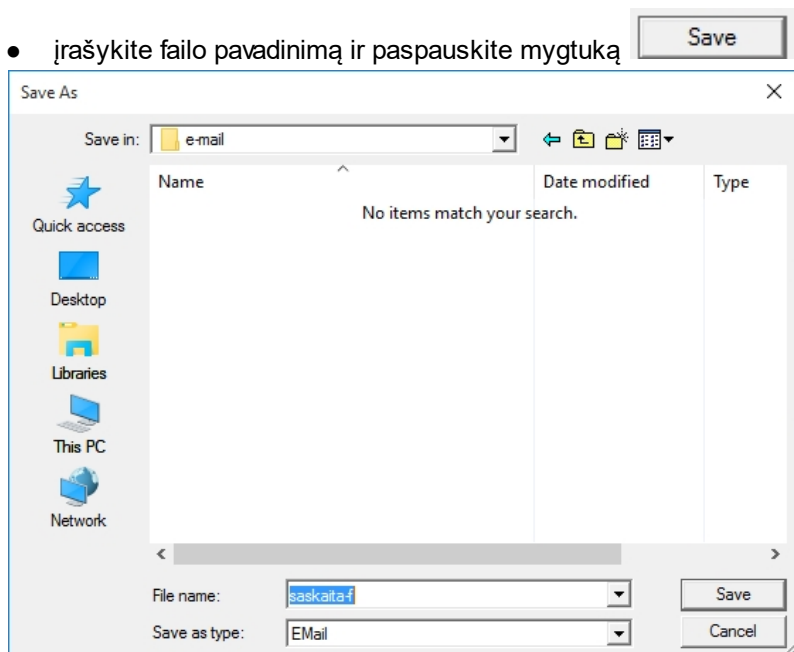 ● įrašykite failo pavadinimą ir paspauskite mygtuką Save
Save As
Save in: e-mail
Name Date modified Type
No items match your search.
Quick access
Desktop
Libraries
This PC
Network
File name: saskaita-f Save
Save as type: EMail Cancel